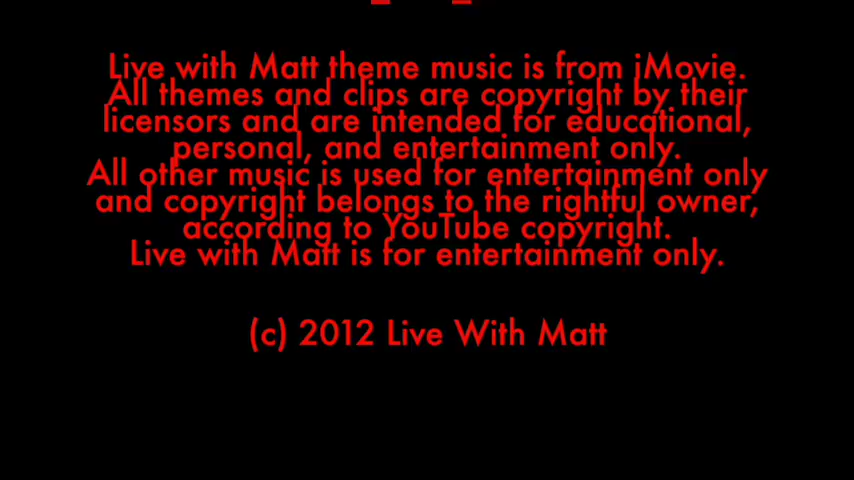 Live with Matt theme music is from iMovie.
All themes and clips are copyright by their
licensors and are intended for educational,
personal, and entertainment only.
All other music is used for entertainment only
and copyright belongs to the rightful owner,
according to YouTube copyright.
Live with Matt is for entertainment only.
(c) 2012 Live With Matt